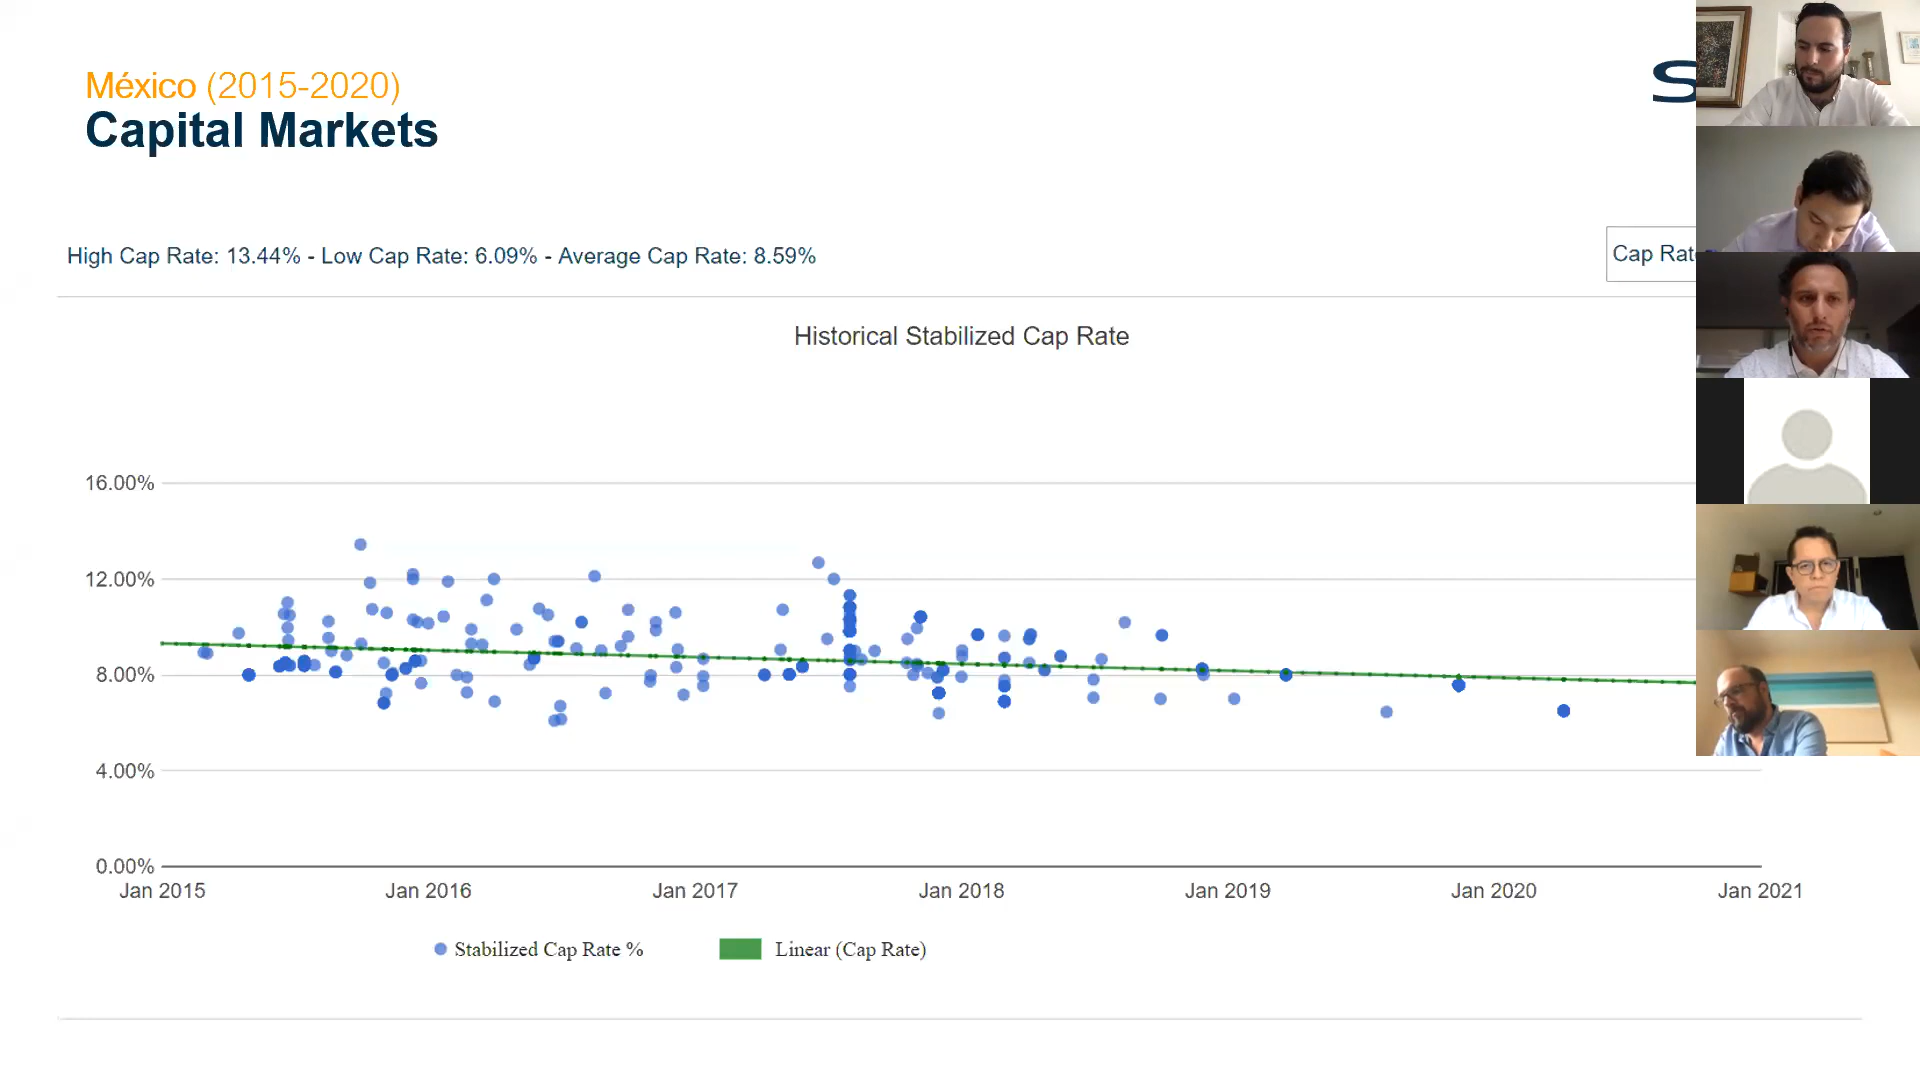 México (2015-2020)
Capital Markets
S
High Cap Rate: 13.44% - Low Cap Rate: 6.09% - Average Cap Rate: 8.59%
Cap Rat
Historical Stabilized Cap Rate
16.00%
12.00%
8.00%
4.00%
0.00%
Jan 2015 Jan 2016 Jan 2017 Jan 2018 Jan 2019 Jan 2020 Jan 2021
Stabilized Cap Rate % Linear (Cap Rate)